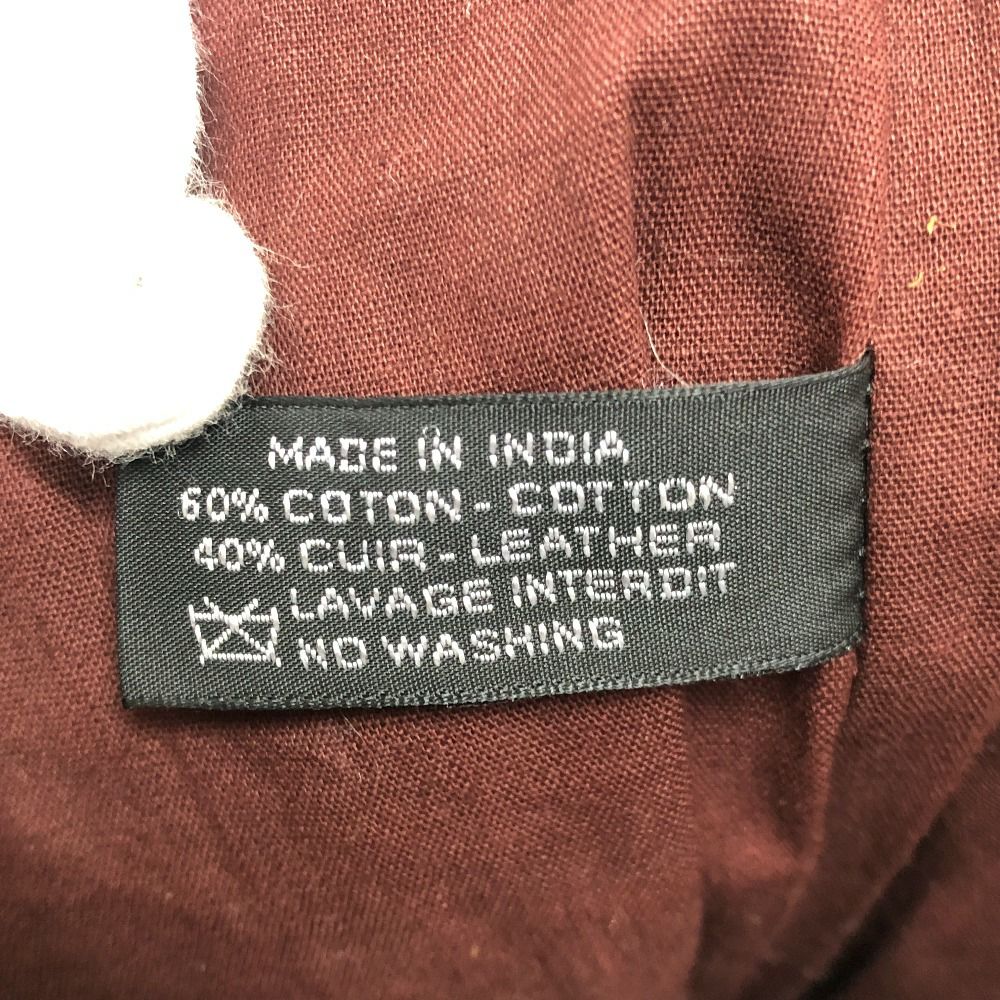 MADE IN INDIA
60% COTON - COTTON
40% CUIR - LEATHER
LAVAGE INTERDIT
NO WASHING